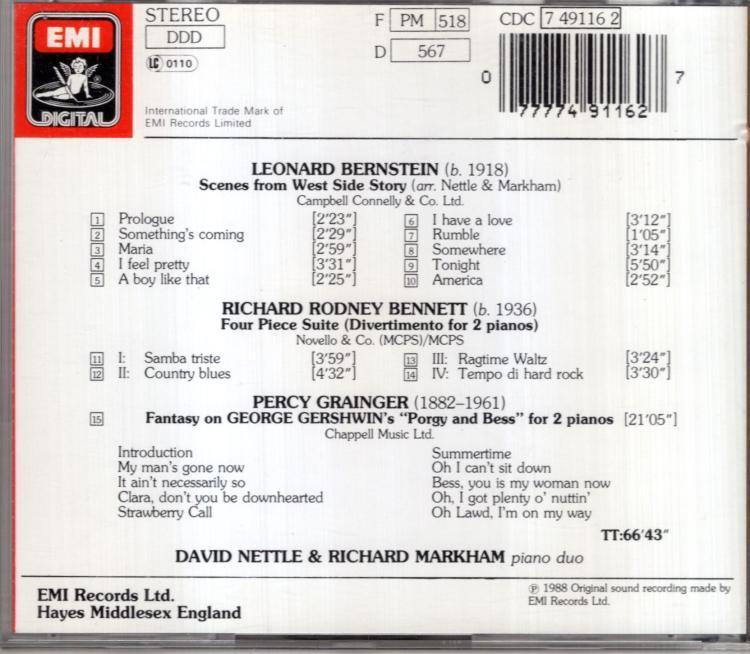 EMI
DIGITAL
STEREO
DDD
LC 0110
F PM 518
D 567
CDC 7 49116 2
0 77774 91162 7
International Trade Mark of
EMI Records Limited
LEONARD BERNSTEIN (b. 1918)
Scenes from West Side Story (arr. Nettle & Markham)
Campbell Connelly & Co. Ltd.
1 Prologue [2'23"]
2 Something's coming [2'29"]
3 Maria [2'59"]
4 I feel pretty [3'31"]
5 A boy like that [2'25"]
6 I have a love [3'12"]
7 Rumble [1'05"]
8 Somewhere [3'14"]
9 Tonight [5'50"]
10 America [2'52"]
RICHARD RODNEY BENNETT (b. 1936)
Four Piece Suite (Divertimento for 2 pianos)
Novello & Co. (MCPS)/MCPS
11 I: Samba triste [3'59"]
12 II: Country blues [4'32"]
13 III: Ragtime Waltz [3'24"]
14 IV: Tempo di hard rock [3'30"]
PERCY GRAINGER (1882–1961)
15 Fantasy on GEORGE GERSHWIN's "Porgy and Bess" for 2 pianos [21'05"]
Chappell Music Ltd.
Introduction
My man's gone now
It ain't necessarily so
Clara, don't you be downhearted
Strawberry Call
Summertime
Oh I can't sit down
Bess, you is my woman now
Oh, I got plenty o' nuttin'
Oh Lawd, I'm on my way
TT:66'43"
DAVID NETTLE & RICHARD MARKHAM piano duo
EMI Records Ltd.
Hayes Middlesex England
℗ 1988 Original sound recording made by
EMI Records Ltd.